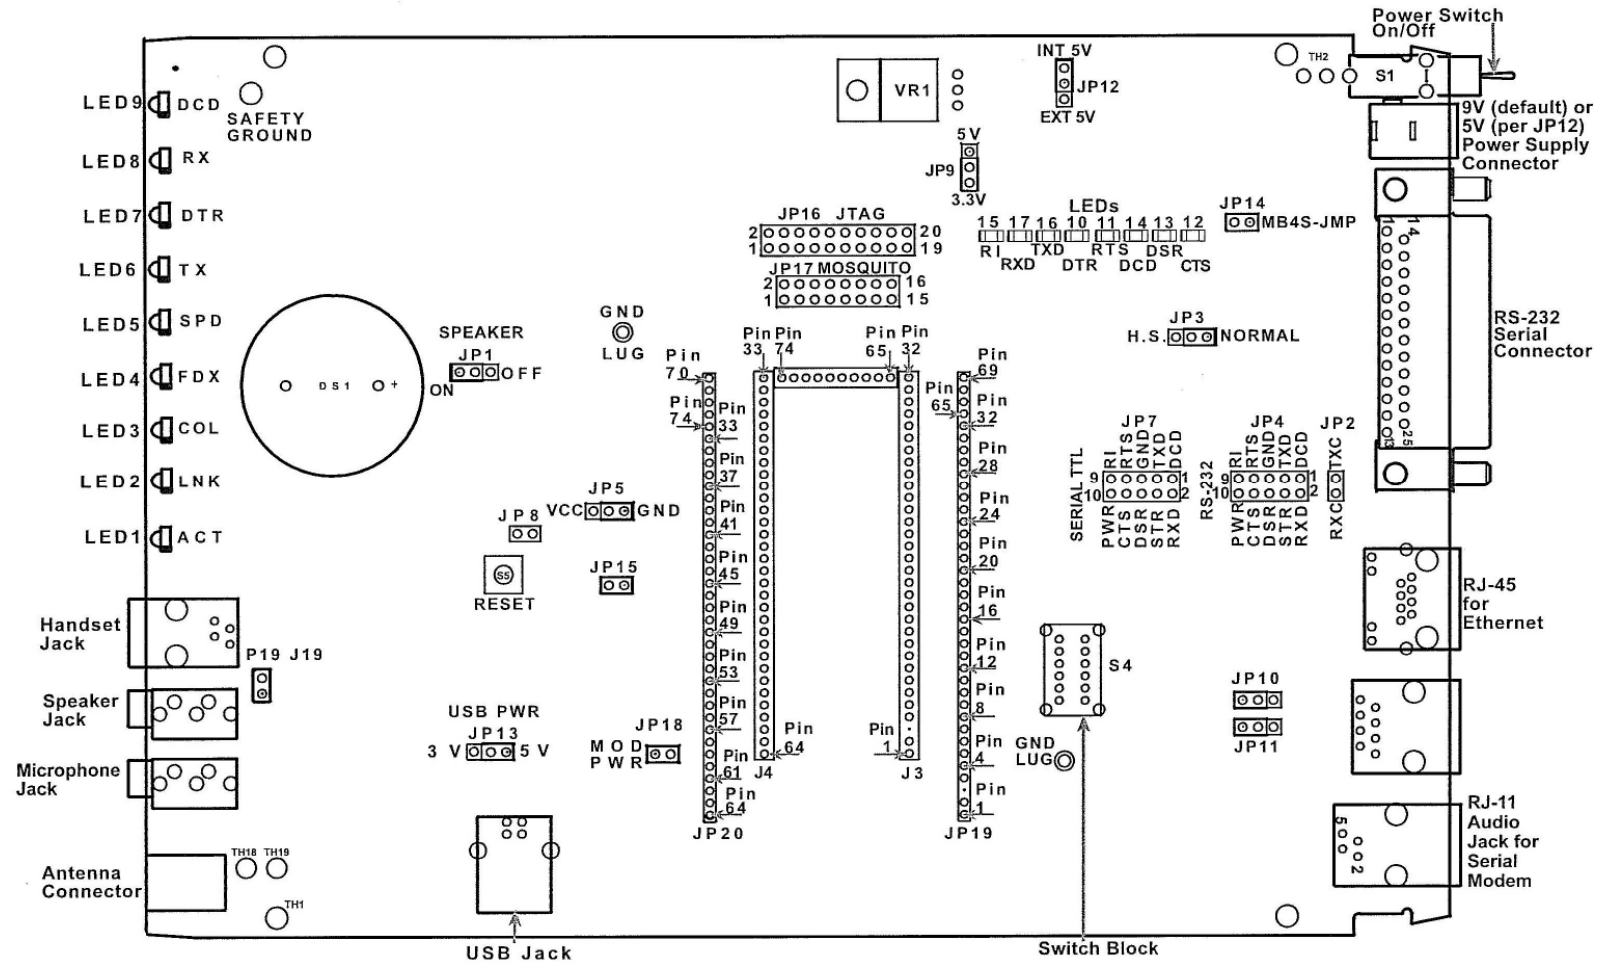 Power Switch
On/Off
INT 5V
JP12
EXT 5V
VR1
TH2
S1
9V (default) or
5V (per JP12)
Power Supply
Connector
LED9 DCD
SAFETY
GROUND
LED8 RX
LED7 DTR
LED6 TX
LED5 SPD
LED4 FDX
LED3 COL
LED2 LNK
LED1 ACT
5V
JP9
3.3V
JP16 JTAG
2 20
1 19
JP17 MOSQUITO
2 16
1 15
LEDs
15 17 16 10 11 14 13 12
RI RXD TXD DTR RTS DCD DSR CTS
JP14
MB4S-JMP
1 14
13 25
RS-232
Serial
Connector
JP3
H.S. NORMAL
GND
LUG
SPEAKER
JP1
ON OFF
DS1 +
Pin 33
Pin 74
Pin 65
Pin 32
Pin 70
Pin 74
Pin 33
Pin 37
Pin 41
Pin 45
Pin 49
Pin 53
Pin 57
Pin 61
Pin 64
JP20
Pin 64
J4
Pin 1
J3
Pin 69
Pin 65
Pin 32
Pin 28
Pin 24
Pin 20
Pin 16
Pin 12
Pin 8
Pin 4
Pin 1
JP19
JP7
SERIAL TTL
RI RTS GND TXD DCD
9 1
10 2
PWR CTS DSR STR RXD
JP4
RS-232
RI RTS GND TXD DCD
9 1
10 2
PWR CTS DSR STR RXD
JP2
TXC
RXC
JP5
VCC GND
JP8
S5
RESET
JP15
RJ-45
for
Ethernet
Handset
Jack
P19 J19
Speaker
Jack
Microphone
Jack
USB PWR
JP13
3 V 5 V
JP18
MOD
PWR
S4
GND
LUG
JP10
JP11
RJ-11
Audio
Jack for
Serial
Modem
5
2
Antenna
Connector
TH18 TH19
TH1
USB Jack
Switch Block